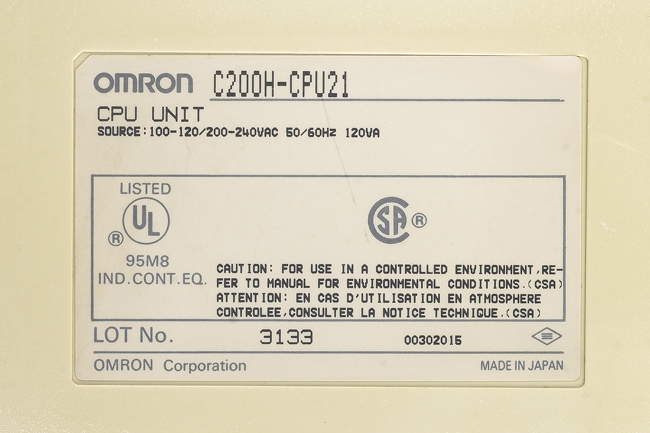 OMRON C200H-CPU21
CPU UNIT
SOURCE:100-120/200-240VAC 50/60Hz 120VA
LISTED
UL
®
95M8
IND.CONT.EQ.
CSA ®
CAUTION: FOR USE IN A CONTROLLED ENVIRONMENT,RE-
FER TO MANUAL FOR ENVIRONMENTAL CONDITIONS.(CSA)
ATTENTION: EN CAS D'UTILISATION EN ATMOSPHERE
CONTROLEE,CONSULTER LA NOTICE TECHNIQUE.(CSA)
LOT No. 3133 00302015
OMRON Corporation MADE IN JAPAN